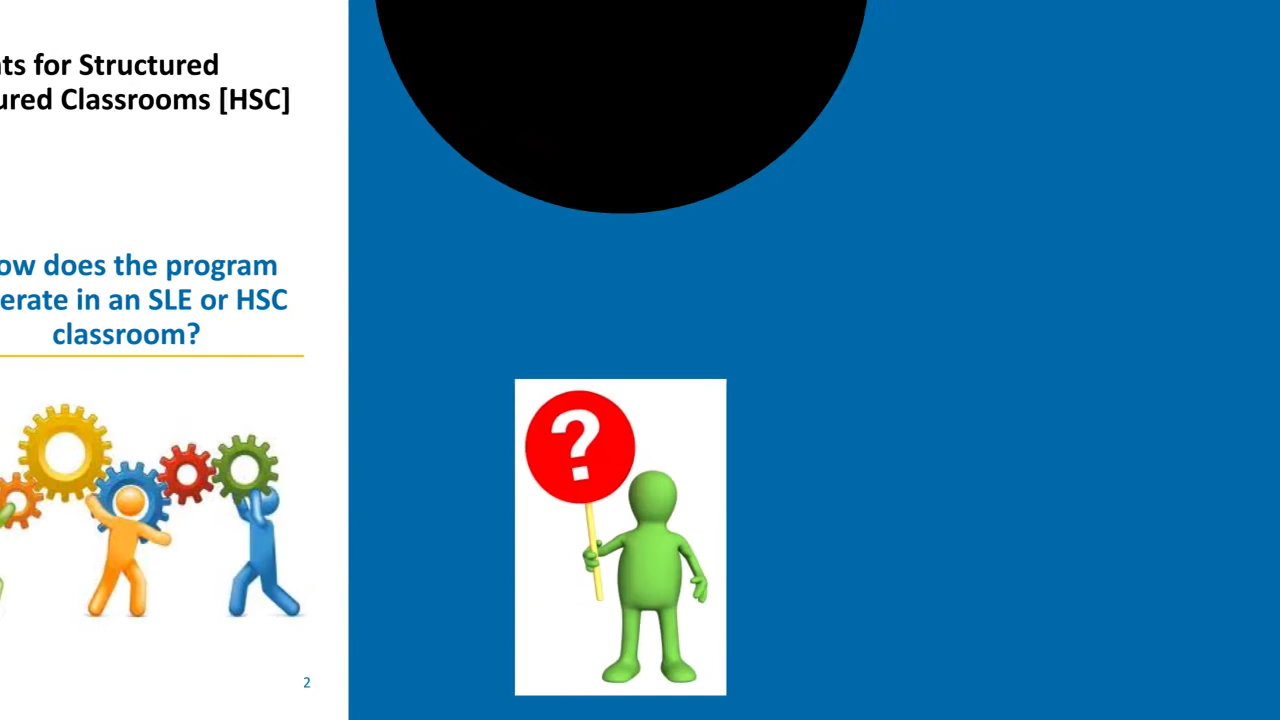 ts for Structured
ured Classrooms [HSC]
ow does the program
erate in an SLE or HSC
classroom?
?
2